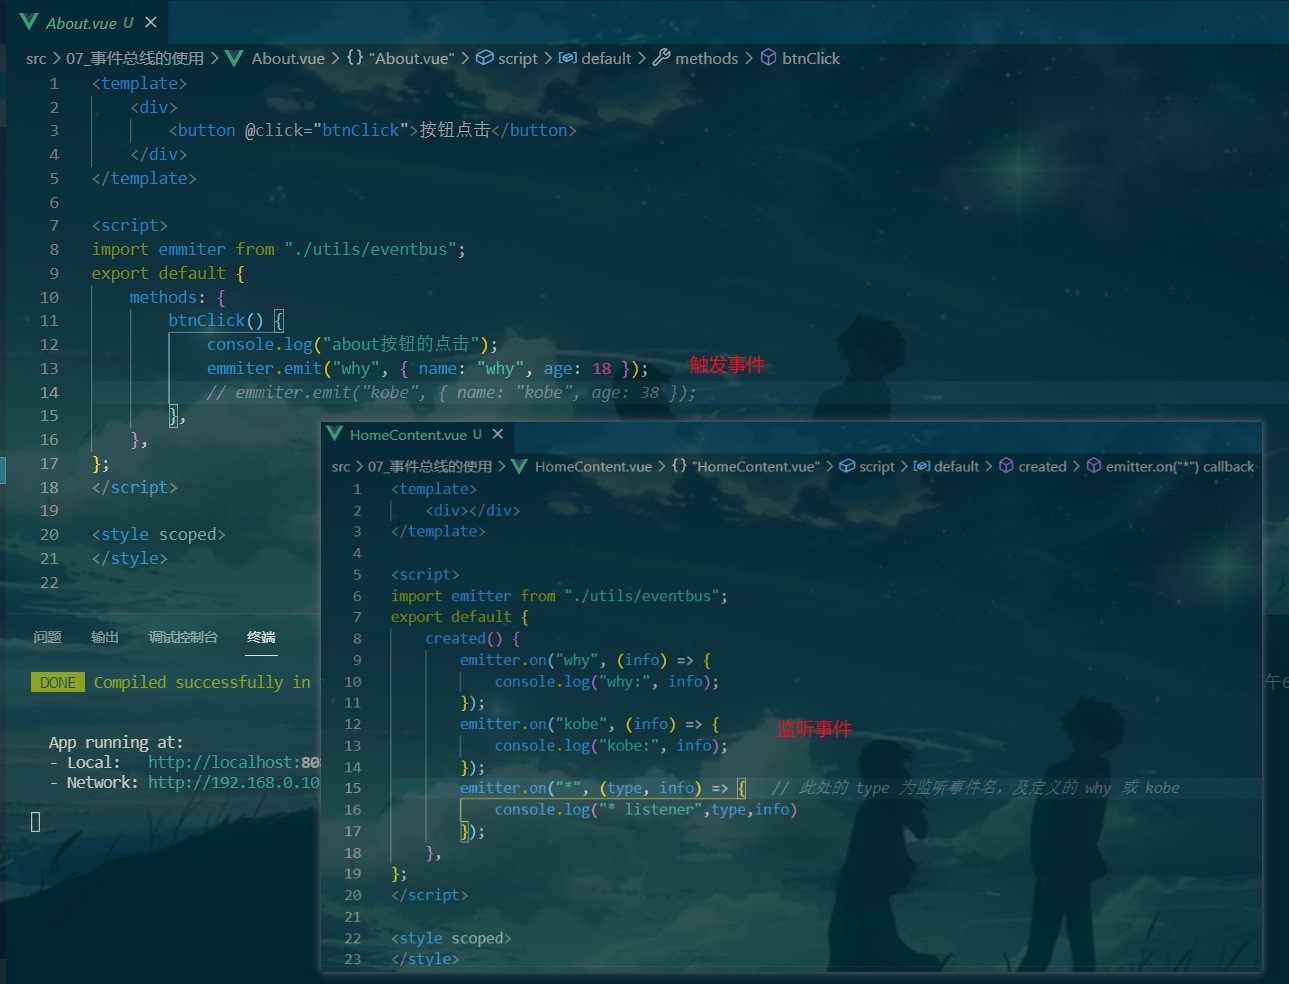 About.vue U ×
src > 07_事件总线的使用 > About.vue > {} "About.vue" > script > default > methods > btnClick
1 <template>
2 <div>
3 <button @click="btnClick">按钮点击</button>
4 </div>
5 </template>
6
7 <script>
8 import emmiter from "./utils/eventbus";
9 export default {
10 methods: {
11 btnClick() {
12 console.log("about按钮的点击");
13 emmiter.emit("why", { name: "why", age: 18 }); 触发事件
14 // emmiter.emit("kobe", { name: "kobe", age: 38 });
15 },
16 },
17 };
18 </script>
19
20 <style scoped>
21 </style>
22
问题 输出 调试控制台 终端
DONE Compiled successfully in
午6
App running at:
- Local: http://localhost:80
- Network: http://192.168.0.10
HomeContent.vue U ×
src > 07_事件总线的使用 > HomeContent.vue > {} "HomeContent.vue" > script > default > created > emitter.on("*") callback
1 <template>
2 <div></div>
3 </template>
4
5 <script>
6 import emitter from "./utils/eventbus";
7 export default {
8 created() {
9 emitter.on("why", (info) => {
10 console.log("why:", info);
11 });
12 emitter.on("kobe", (info) => { 监听事件
13 console.log("kobe:", info);
14 });
15 emitter.on("*", (type, info) => { // 此处的 type 为监听事件名，及定义的 why 或 kobe
16 console.log("* listener",type,info)
17 });
18 },
19 };
20 </script>
21
22 <style scoped>
23 </style>